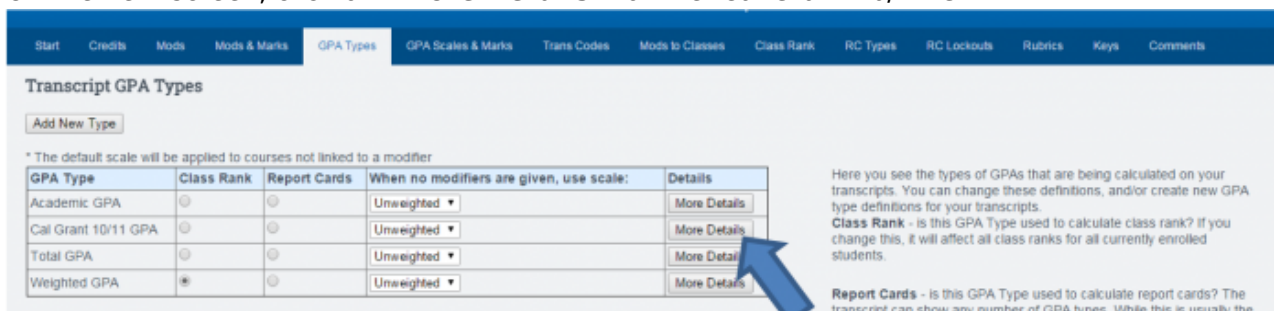 Start Credits Mods Mods & Marks GPA Types GPA Scales & Marks Trans Codes Mods to Classes Class Rank RC Types RC Lockouts Rubrics Keys Comments
Transcript GPA Types
Add New Type
* The default scale will be applied to courses not linked to a modifier
GPA Type Class Rank Report Cards When no modifiers are given, use scale: Details
Academic GPA Unweighted More Details
Cal Grant 10/11 GPA Unweighted More Details
Total GPA Unweighted More Details
Weighted GPA Unweighted More Details
Here you see the types of GPAs that are being calculated on your
transcripts. You can change these definitions, and/or create new GPA
type definitions for your transcripts.
Class Rank - is this GPA Type used to calculate class rank? If you
change this, it will affect all class ranks for all currently enrolled
students.
Report Cards - is this GPA Type used to calculate report cards? The
transcript can show any number of GPA types. While this is usually the